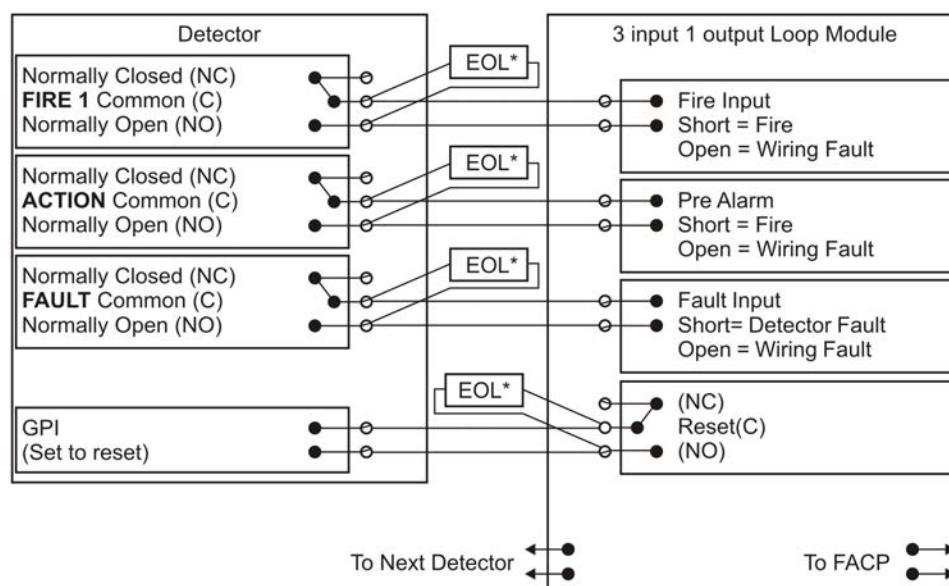 Detector
Normally Closed (NC)
FIRE 1 Common (C)
Normally Open (NO)
EOL*
Normally Closed (NC)
ACTION Common (C)
Normally Open (NO)
EOL*
Normally Closed (NC)
FAULT Common (C)
Normally Open (NO)
EOL*
GPI
(Set to reset)
EOL*
3 input 1 output Loop Module
Fire Input
Short = Fire
Open = Wiring Fault
Pre Alarm
Short = Fire
Open = Wiring Fault
Fault Input
Short= Detector Fault
Open = Wiring Fault
(NC)
Reset(C)
(NO)
To Next Detector
To FACP